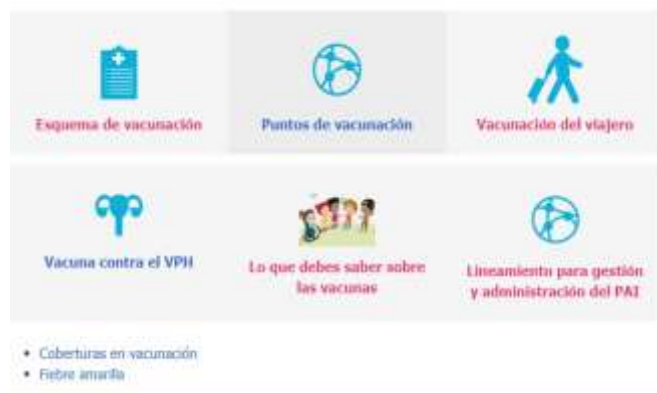 Esquema de vacunación
Puntos de vacunación
Vacunación del viajero
Vacuna contra el VPH
Lo que debes saber sobre
las vacunas
Lineamiento para gestión
y administración del PAI
• Coberturas en vacunación
• Fiebre amarilla